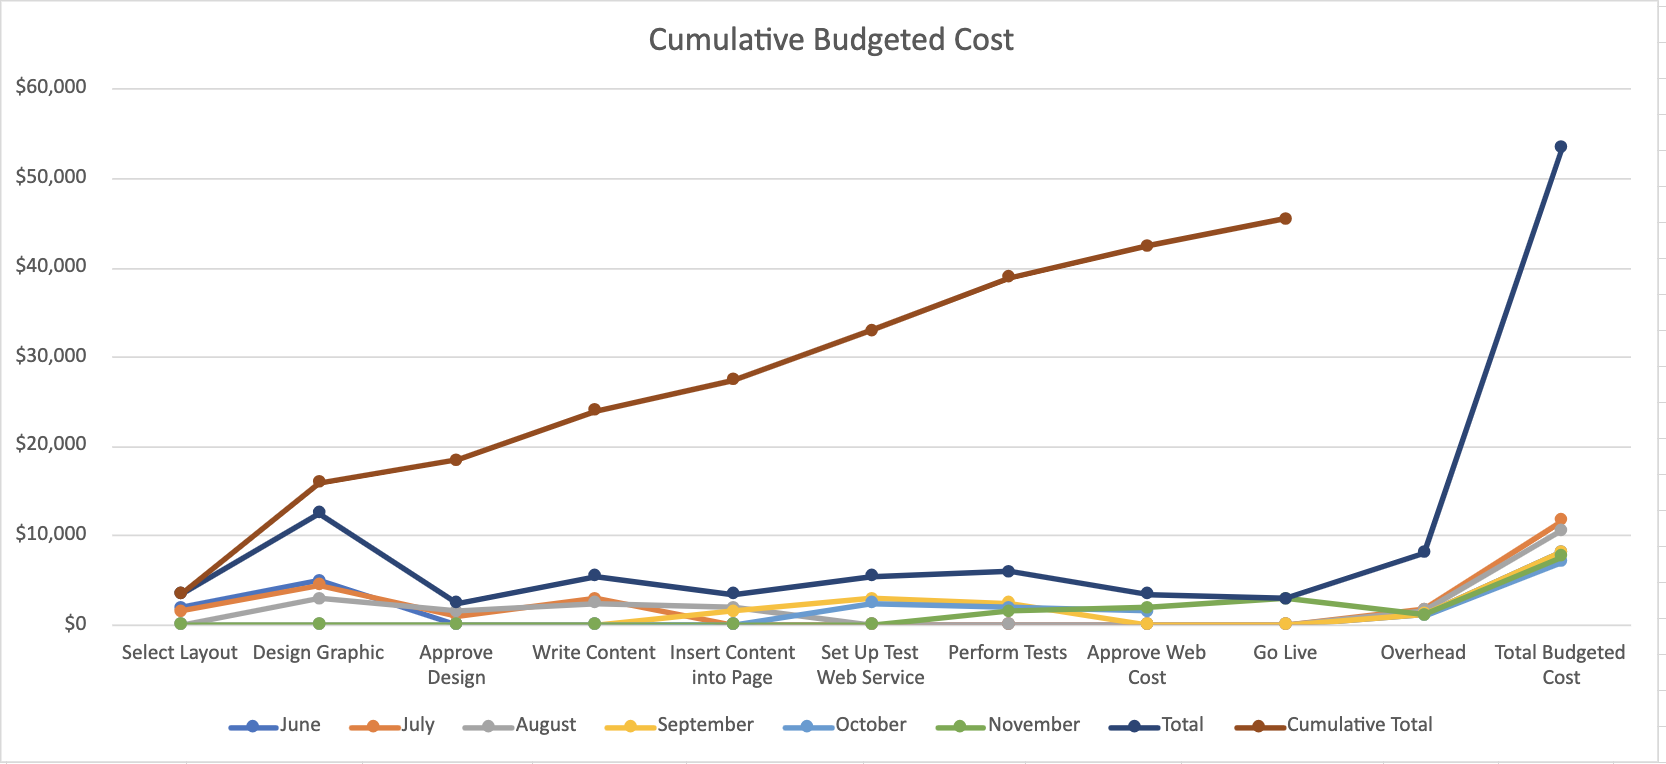 Cumulative Budgeted Cost
$60,000
$50,000
$40,000
$30,000
$20,000
$10,000
$0
Select Layout
Design Graphic
Approve
Design
Write Content
Insert Content
into Page
Set Up Test
Web Service
Perform Tests
Approve Web
Cost
Go Live
Overhead
Total Budgeted
Cost
June July August September October November Total Cumulative Total